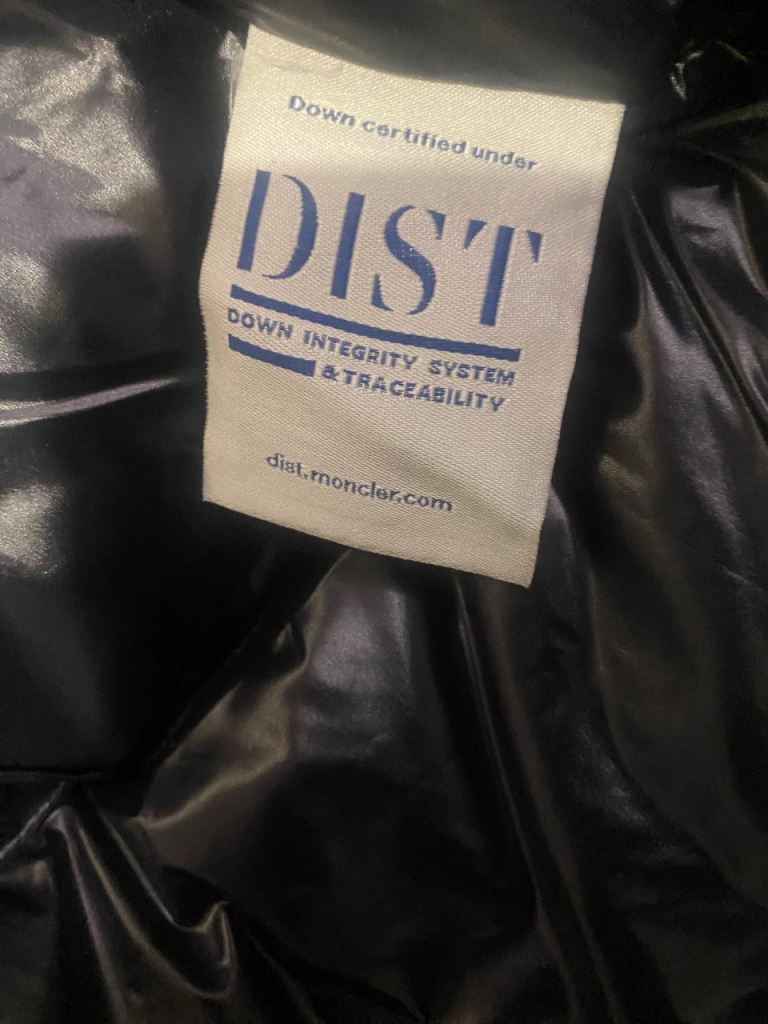 Down certified under
DIST
DOWN INTEGRITY SYSTEM
& TRACEABILITY
dist.moncler.com